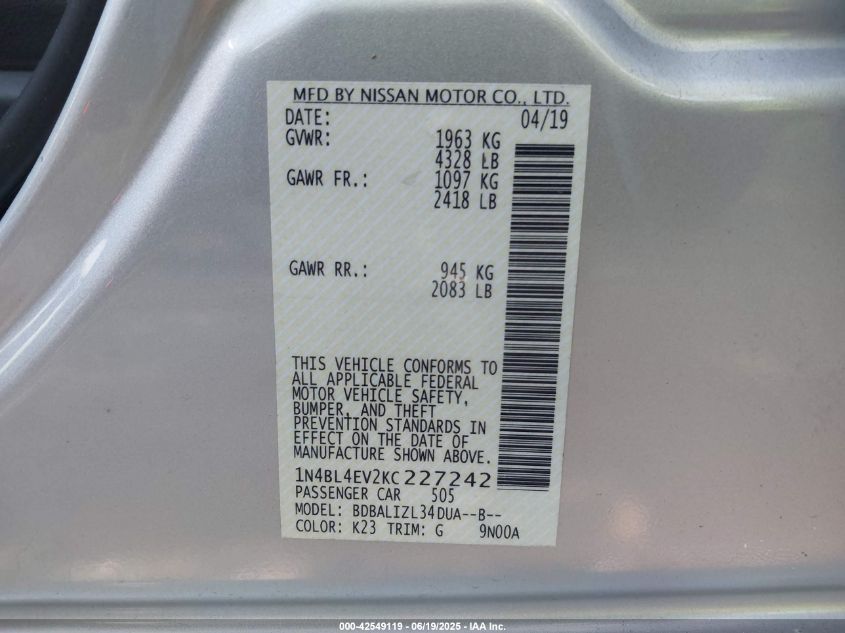 MFD BY NISSAN MOTOR CO., LTD.
DATE: 04/19
GVWR: 1963 KG
4328 LB
GAWR FR.: 1097 KG
2418 LB
GAWR RR.: 945 KG
2083 LB
THIS VEHICLE CONFORMS TO
ALL APPLICABLE FEDERAL
MOTOR VEHICLE SAFETY,
BUMPER, AND THEFT
PREVENTION STANDARDS IN
EFFECT ON THE DATE OF
MANUFACTURE SHOWN ABOVE.
1N4BL4EV2KC227242
PASSENGER CAR 505
MODEL: BDBALIZL34DUA--B--
COLOR: K23 TRIM: G 9N00A
000-42549119 - 06/19/2025 - IAA Inc.